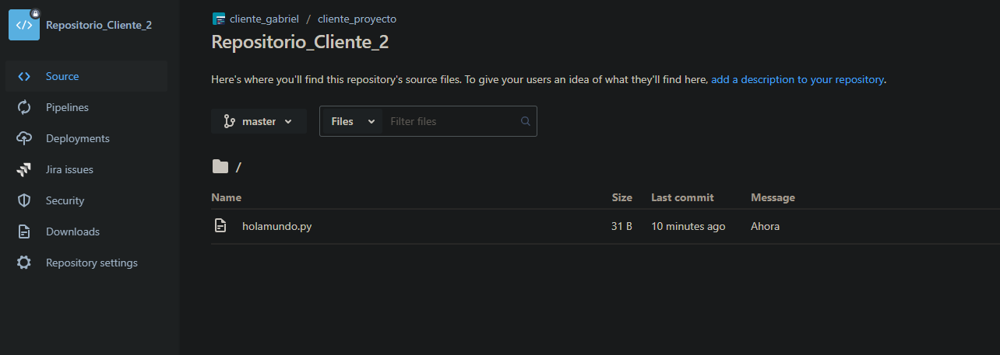 Repositorio_Cliente_2
Source
Pipelines
Deployments
Jira issues
Security
Downloads
Repository settings
cliente_gabriel / cliente_proyecto
Repositorio_Cliente_2
Here's where you'll find this repository's source files. To give your users an idea of what they'll find here, add a description to your repository.
master Files Filter files
/
Name Size Last commit Message
holamundo.py 31 B 10 minutes ago Ahora